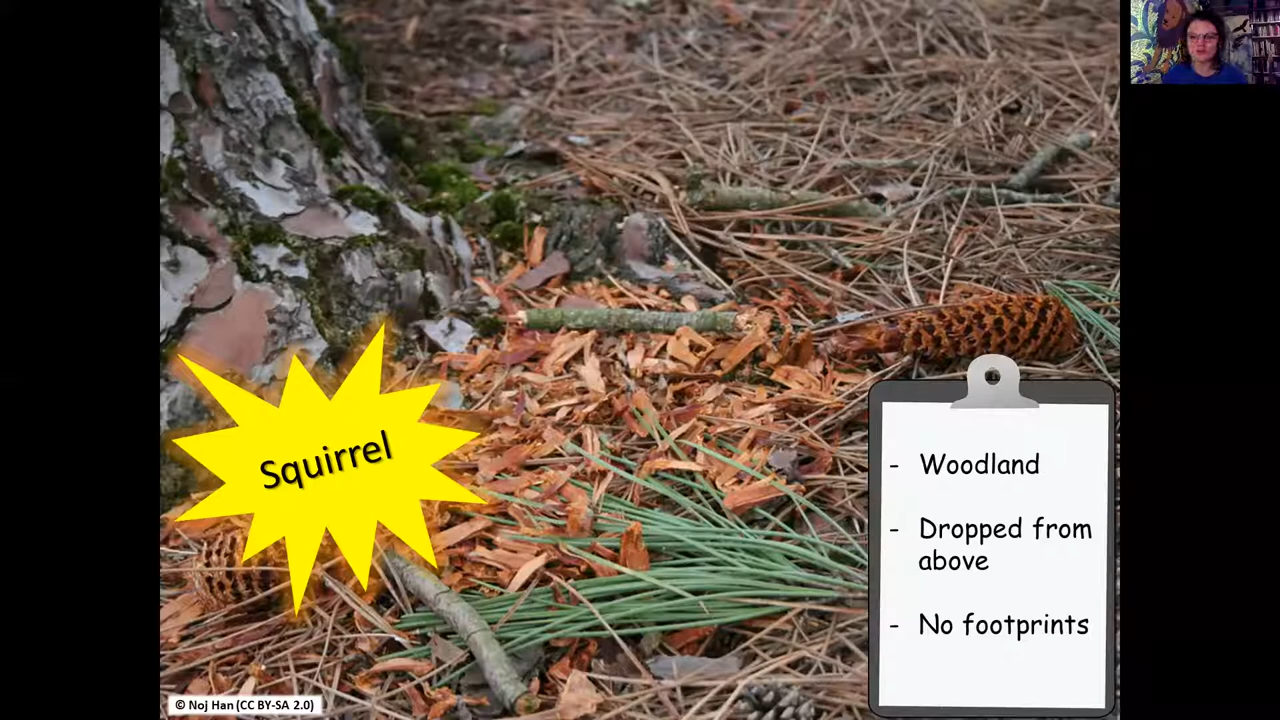 Squirrel
- Woodland
- Dropped from
above
- No footprints
© Noj Han (CC BY-SA 2.0)